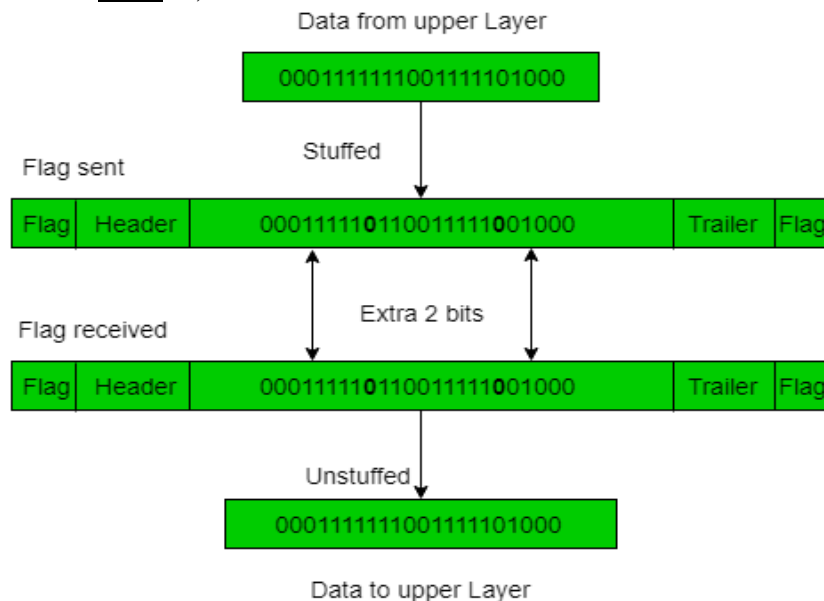 Data from upper Layer
0001111111001111101000
Stuffed
Flag sent
Flag Header 000111110110011111001000 Trailer Flag
Extra 2 bits
Flag received
Flag Header 000111110110011111001000 Trailer Flag
Unstuffed
0001111111001111101000
Data to upper Layer